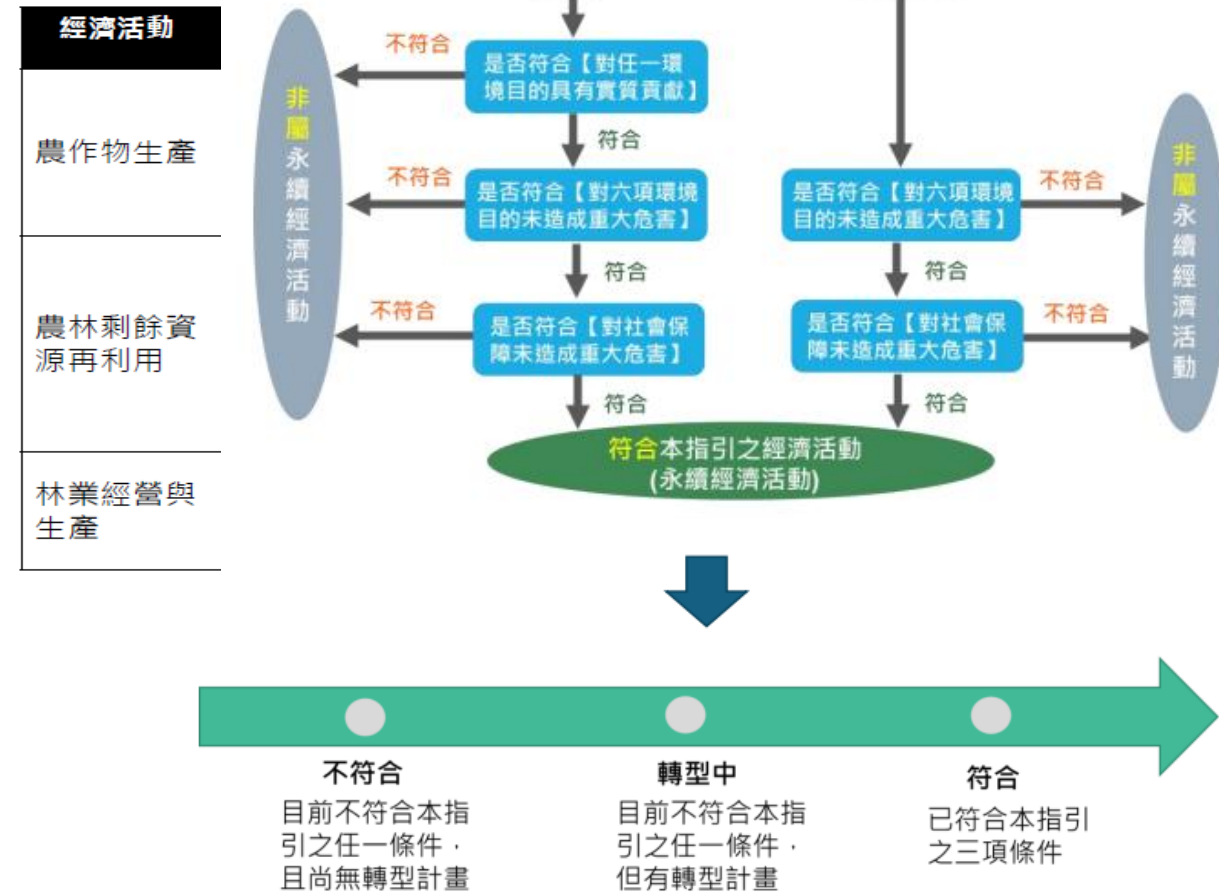 經濟活動
農作物生產
農林剩餘資
源再利用
林業經營與
生產
非屬永續經濟活動
不符合
是否符合【對任一環
境目的具有實質貢獻】
符合
不符合
是否符合【對六項環境
目的未造成重大危害】
符合
不符合
是否符合【對社會保
障未造成重大危害】
符合
是否符合【對六項環境
目的未造成重大危害】
不符合
符合
是否符合【對社會保
障未造成重大危害】
不符合
符合
非屬永續經濟活動
符合本指引之經濟活動
(永續經濟活動)
不符合
目前不符合本指
引之任一條件，
且尚無轉型計畫
轉型中
目前不符合本指
引之任一條件，
但有轉型計畫
符合
已符合本指引
之三項條件